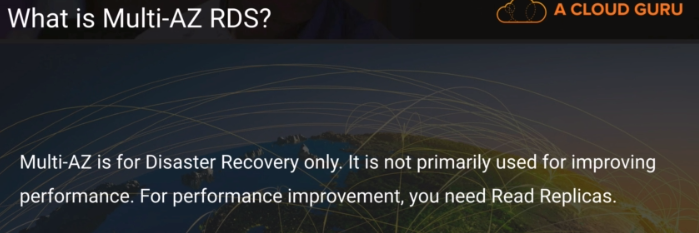 What is Multi-AZ RDS?
A CLOUD GURU
Multi-AZ is for Disaster Recovery only. It is not primarily used for improving
performance. For performance improvement, you need Read Replicas.